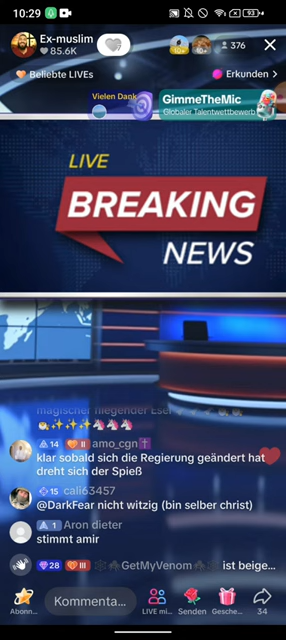 10:29
93
Ex-muslim
85.6K
10
10
376
Beliebte LIVEs
Erkunden >
Vielen Dank
GimmeTheMic
Globaler Talentwettbewerb
LIVE
BREAKING
NEWS
magischer fliegender Esel
14 II amo_cgn
klar sobald sich die Regierung geändert hat
dreht sich der Spieß
15 cali63457
@DarkFear nicht witzig (bin selber christ)
1 Aron dieter
stimmt amir
28 III GetMyVenom ist beige...
Abonn... Kommenta... LIVE mi... Senden Gesche... 34